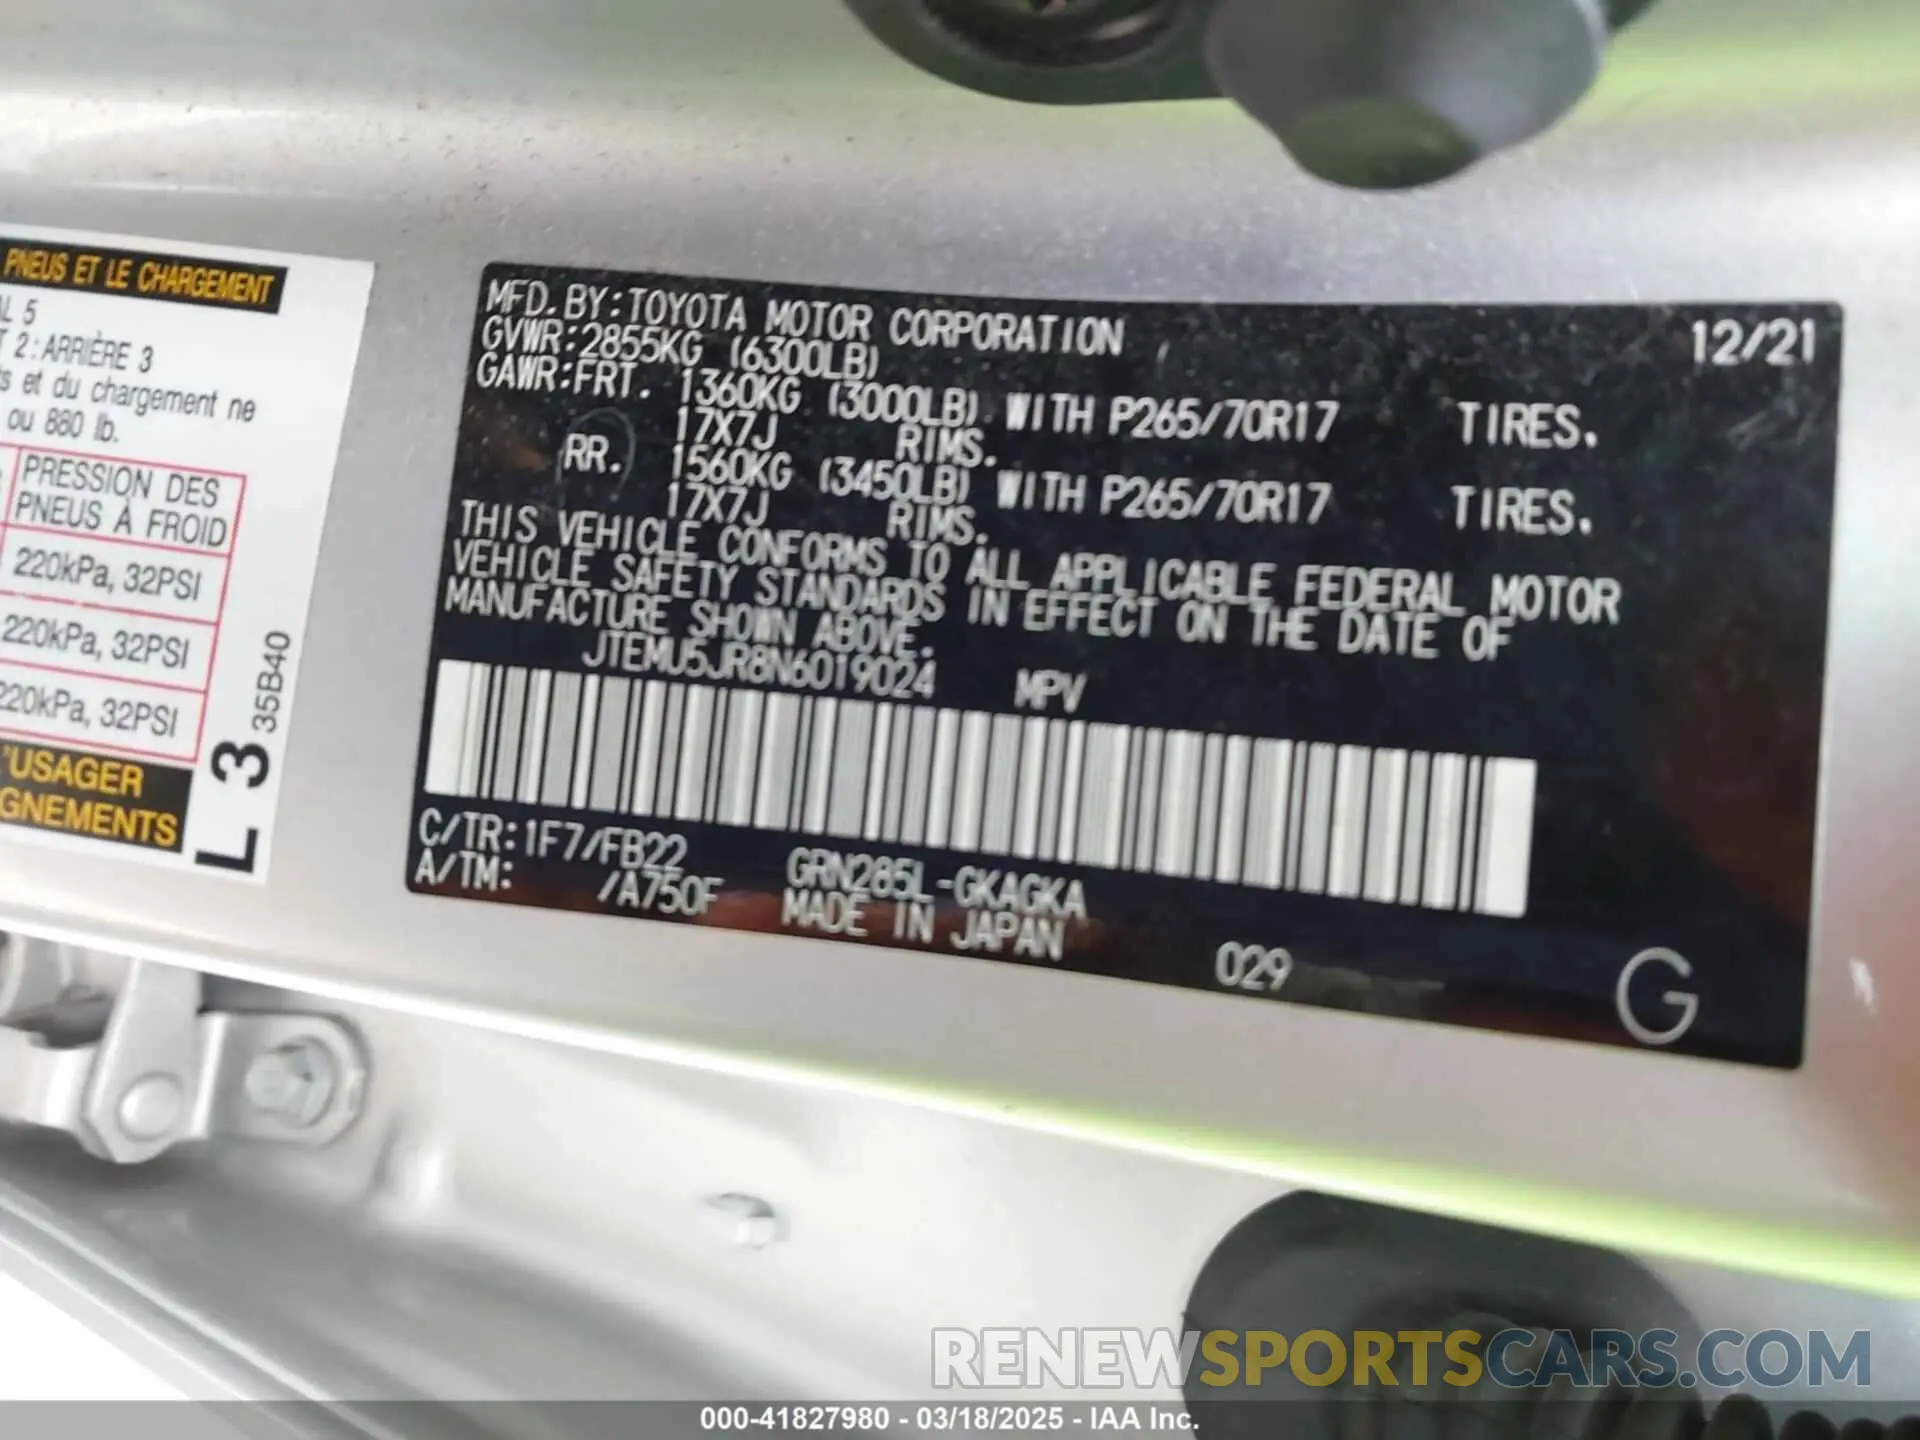 PNEUS ET LE CHARGEMENT
AL 5
T 2: ARRIÈRE 3
ts et du chargement ne
ou 880 lb.
PRESSION DES
PNEUS À FROID
220kPa, 32PSI
220kPa, 32PSI
220kPa, 32PSI
'USAGER
GNEMENTS
L 3 35B40
MFD. BY: TOYOTA MOTOR CORPORATION 12/21
GVWR: 2855KG (6300LB)
GAWR: FRT. 1360KG (3000LB) WITH P265/70R17 TIRES.
17X7J RIMS.
RR. 1560KG (3450LB) WITH P265/70R17 TIRES.
17X7J RIMS.
THIS VEHICLE CONFORMS TO ALL APPLICABLE FEDERAL MOTOR
VEHICLE SAFETY STANDARDS IN EFFECT ON THE DATE OF
MANUFACTURE SHOWN ABOVE.
JTEMU5JR8N6019024 MPV
C/TR: 1F7/FB22 GRN285L-GKAGKA
A/TM: /A750F MADE IN JAPAN
029
G
RENEWSPORTSCARS.COM
000-41827980 - 03/18/2025 - IAA Inc.